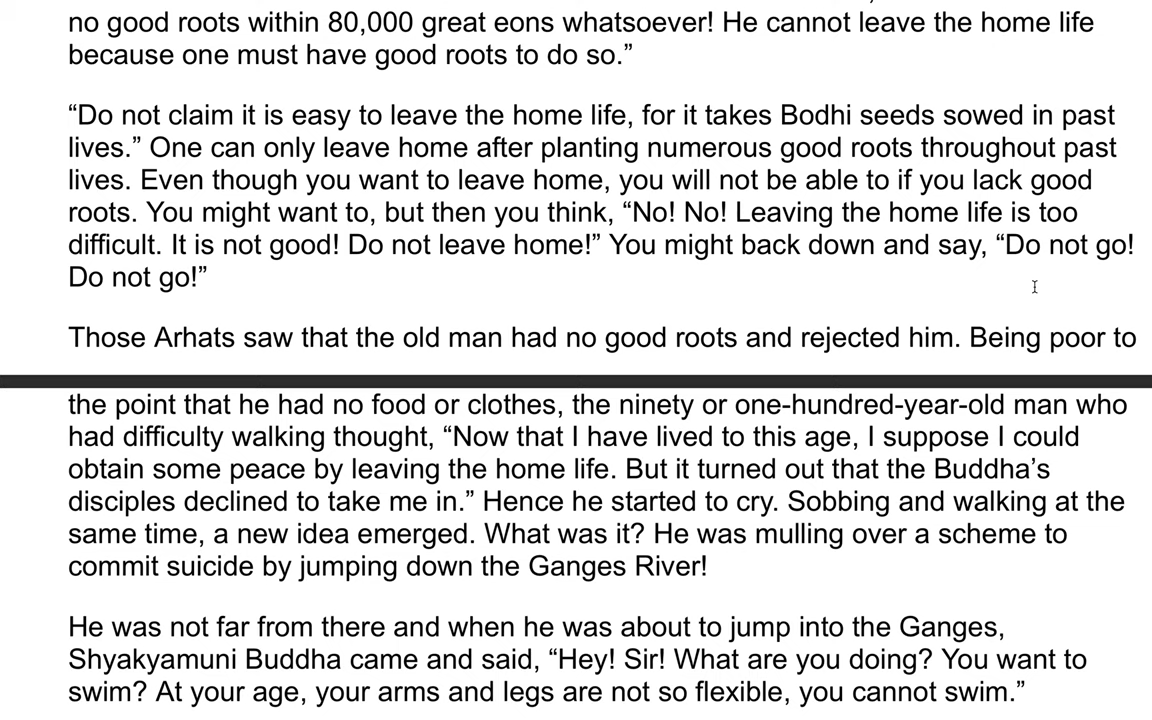 no good roots within 80,000 great eons whatsoever! He cannot leave the home life
because one must have good roots to do so.”
“Do not claim it is easy to leave the home life, for it takes Bodhi seeds sowed in past
lives.” One can only leave home after planting numerous good roots throughout past
lives. Even though you want to leave home, you will not be able to if you lack good
roots. You might want to, but then you think, “No! No! Leaving the home life is too
difficult. It is not good! Do not leave home!” You might back down and say, “Do not go!
Do not go!”
Those Arhats saw that the old man had no good roots and rejected him. Being poor to
the point that he had no food or clothes, the ninety or one-hundred-year-old man who
had difficulty walking thought, “Now that I have lived to this age, I suppose I could
obtain some peace by leaving the home life. But it turned out that the Buddha’s
disciples declined to take me in.” Hence he started to cry. Sobbing and walking at the
same time, a new idea emerged. What was it? He was mulling over a scheme to
commit suicide by jumping down the Ganges River!
He was not far from there and when he was about to jump into the Ganges,
Shyakyamuni Buddha came and said, “Hey! Sir! What are you doing? You want to
swim? At your age, your arms and legs are not so flexible, you cannot swim.”